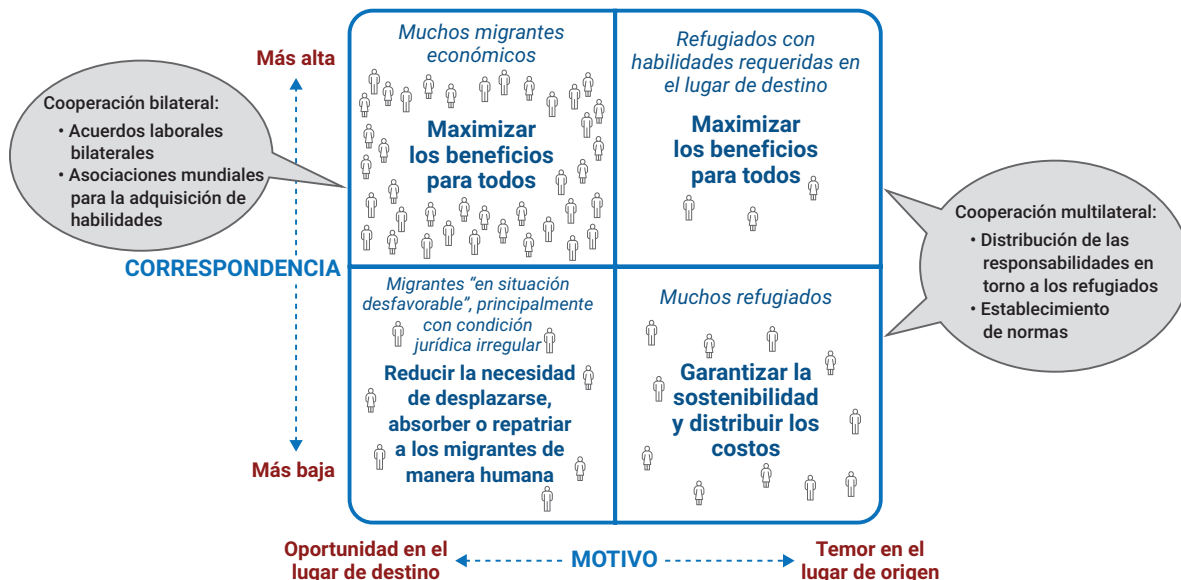 Muchos migrantes
económicos
Refugiados con
habilidades requeridas en
el lugar de destino
Más alta
Cooperación bilateral:
• Acuerdos laborales
bilaterales
• Asociaciones mundiales
para la adquisición de
habilidades
Maximizar
los beneficios
para todos
Maximizar
los beneficios
para todos
Cooperación multilateral:
• Distribución de las
responsabilidades en
torno a los refugiados
• Establecimiento
de normas
CORRESPONDENCIA
Migrantes “en situación
desfavorable”, principalmente
con condición
jurídica irregular
Muchos refugiados
Reducir la necesidad
de desplazarse,
absorber o repatriar
a los migrantes de
manera humana
Garantizar la
sostenibilidad
y distribuir los
costos
Más baja
Oportunidad en el
lugar de destino
MOTIVO
Temor en el
lugar de origen